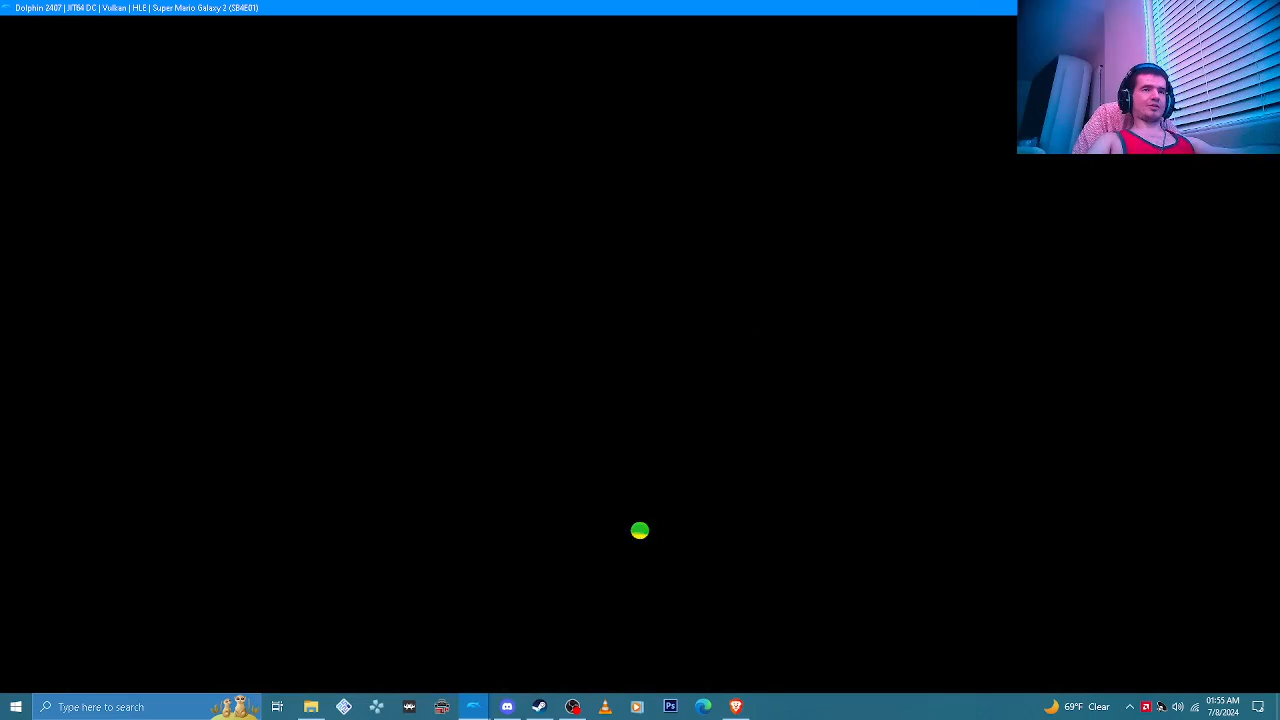 Dolphin 2407 | JIT64 DC | Vulkan | HLE | Super Mario Galaxy 2 (SB4E01)
Type here to search
69°F Clear
01:55 AM
7/8/2024
Ps